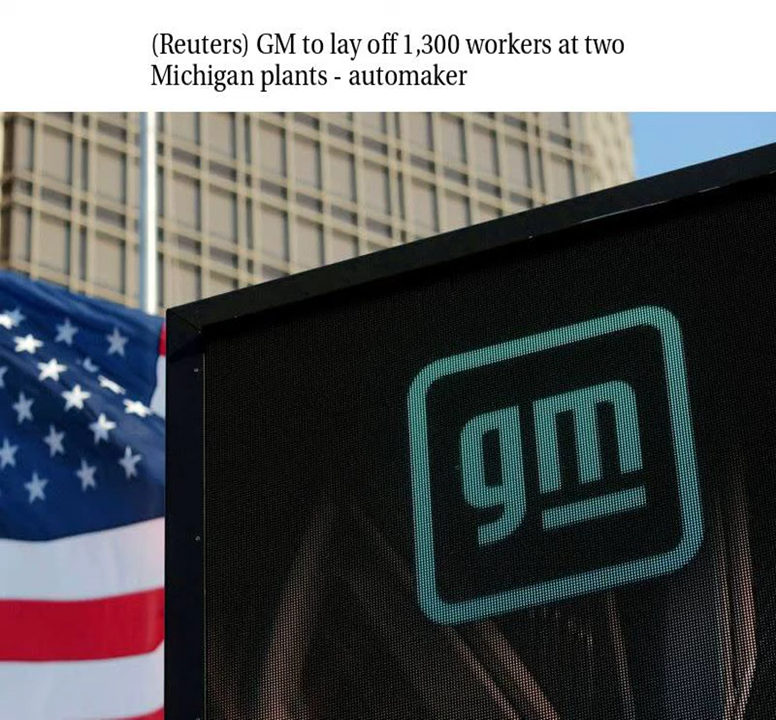 (Reuters) GM to lay off 1,300 workers at two
Michigan plants - automaker
gm